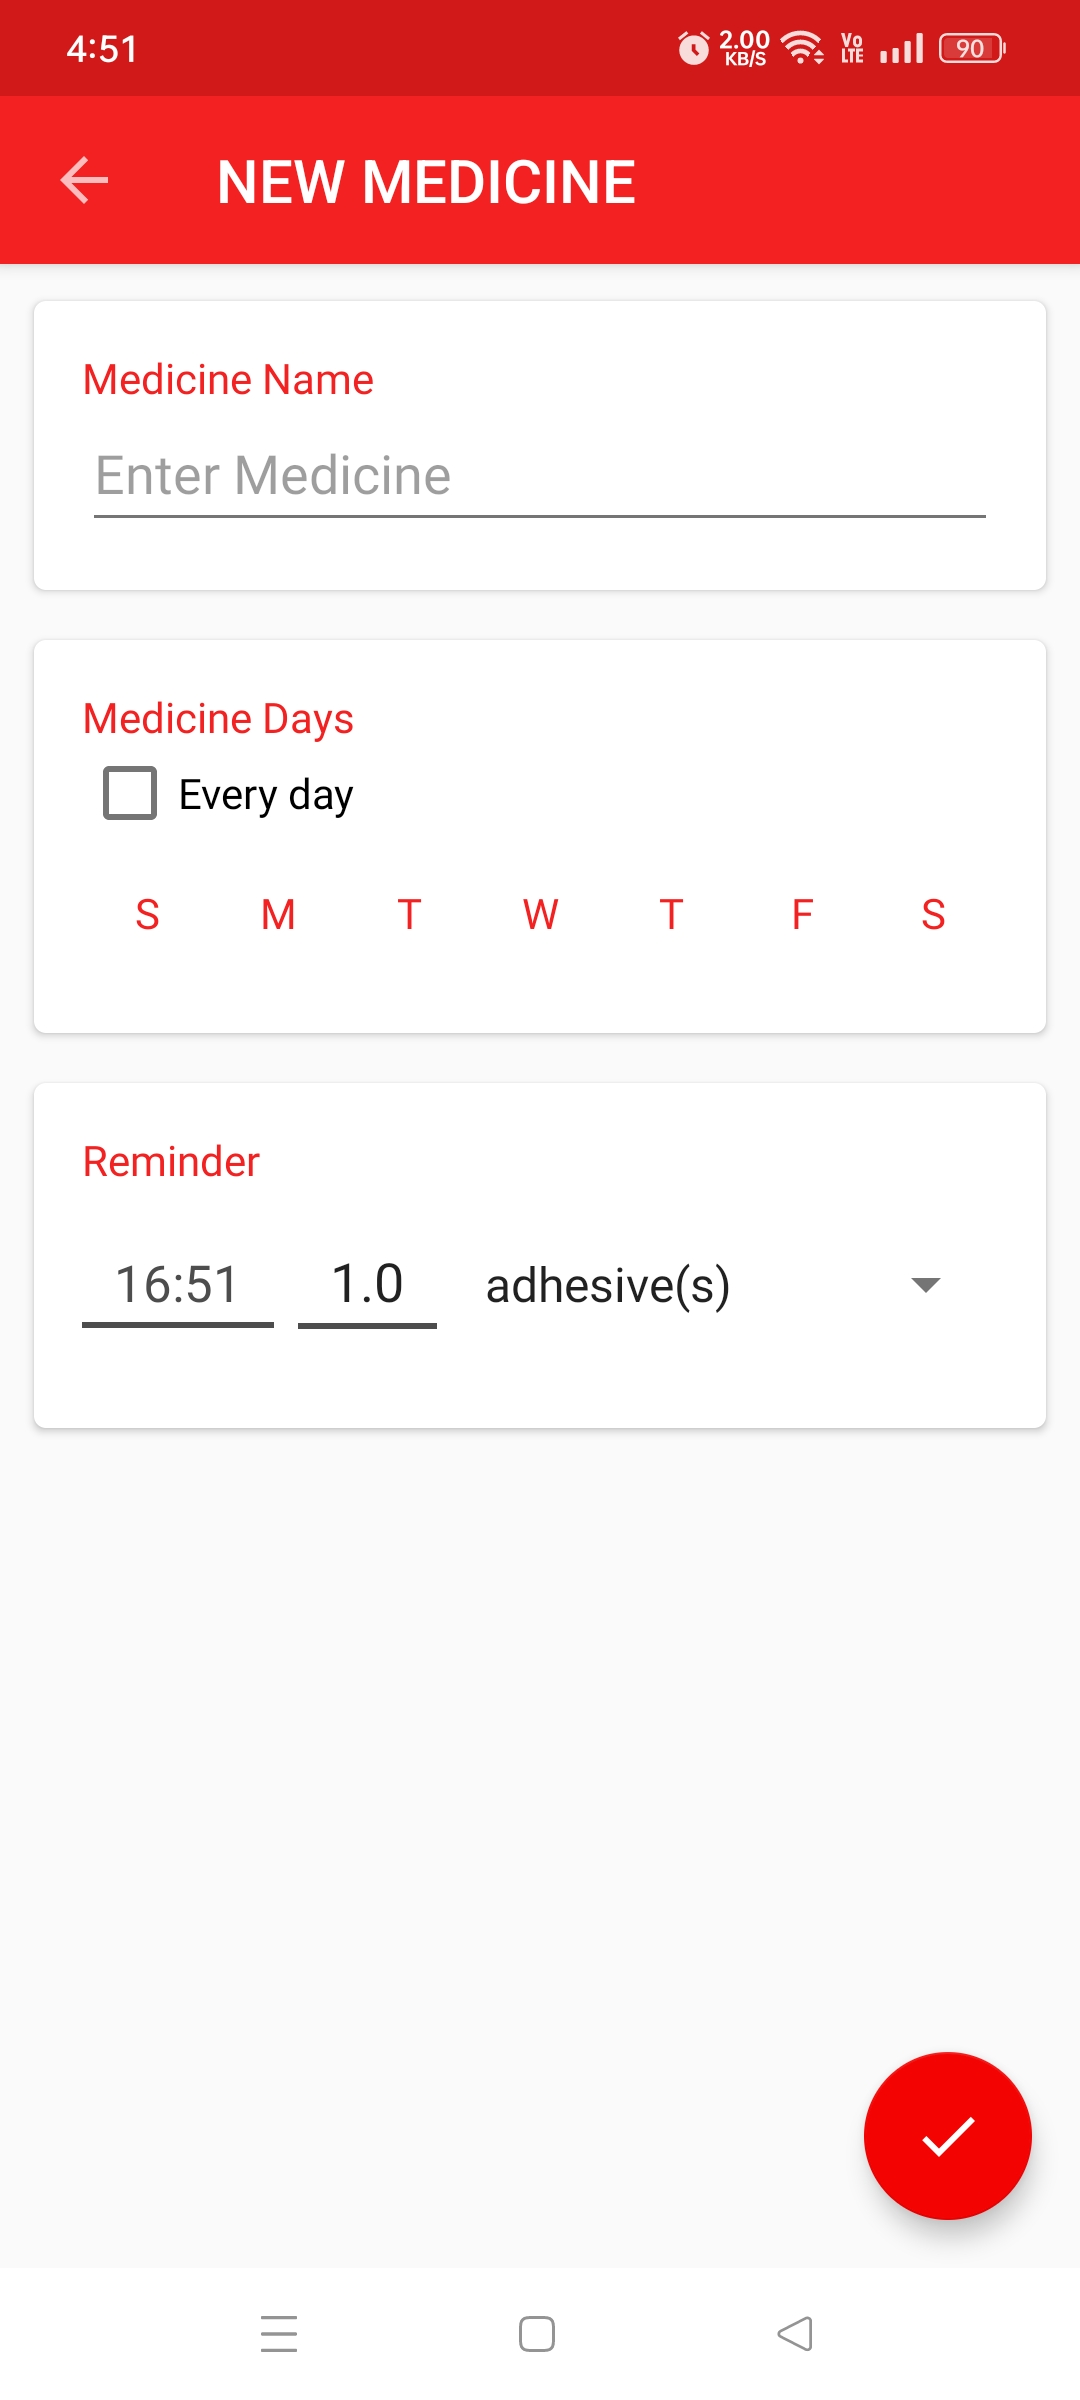 4:51 2.00 KB/S Vo LTE 90
NEW MEDICINE
Medicine Name
Enter Medicine
Medicine Days
Every day
S M T W T F S
Reminder
16:51 1.0 adhesive(s)